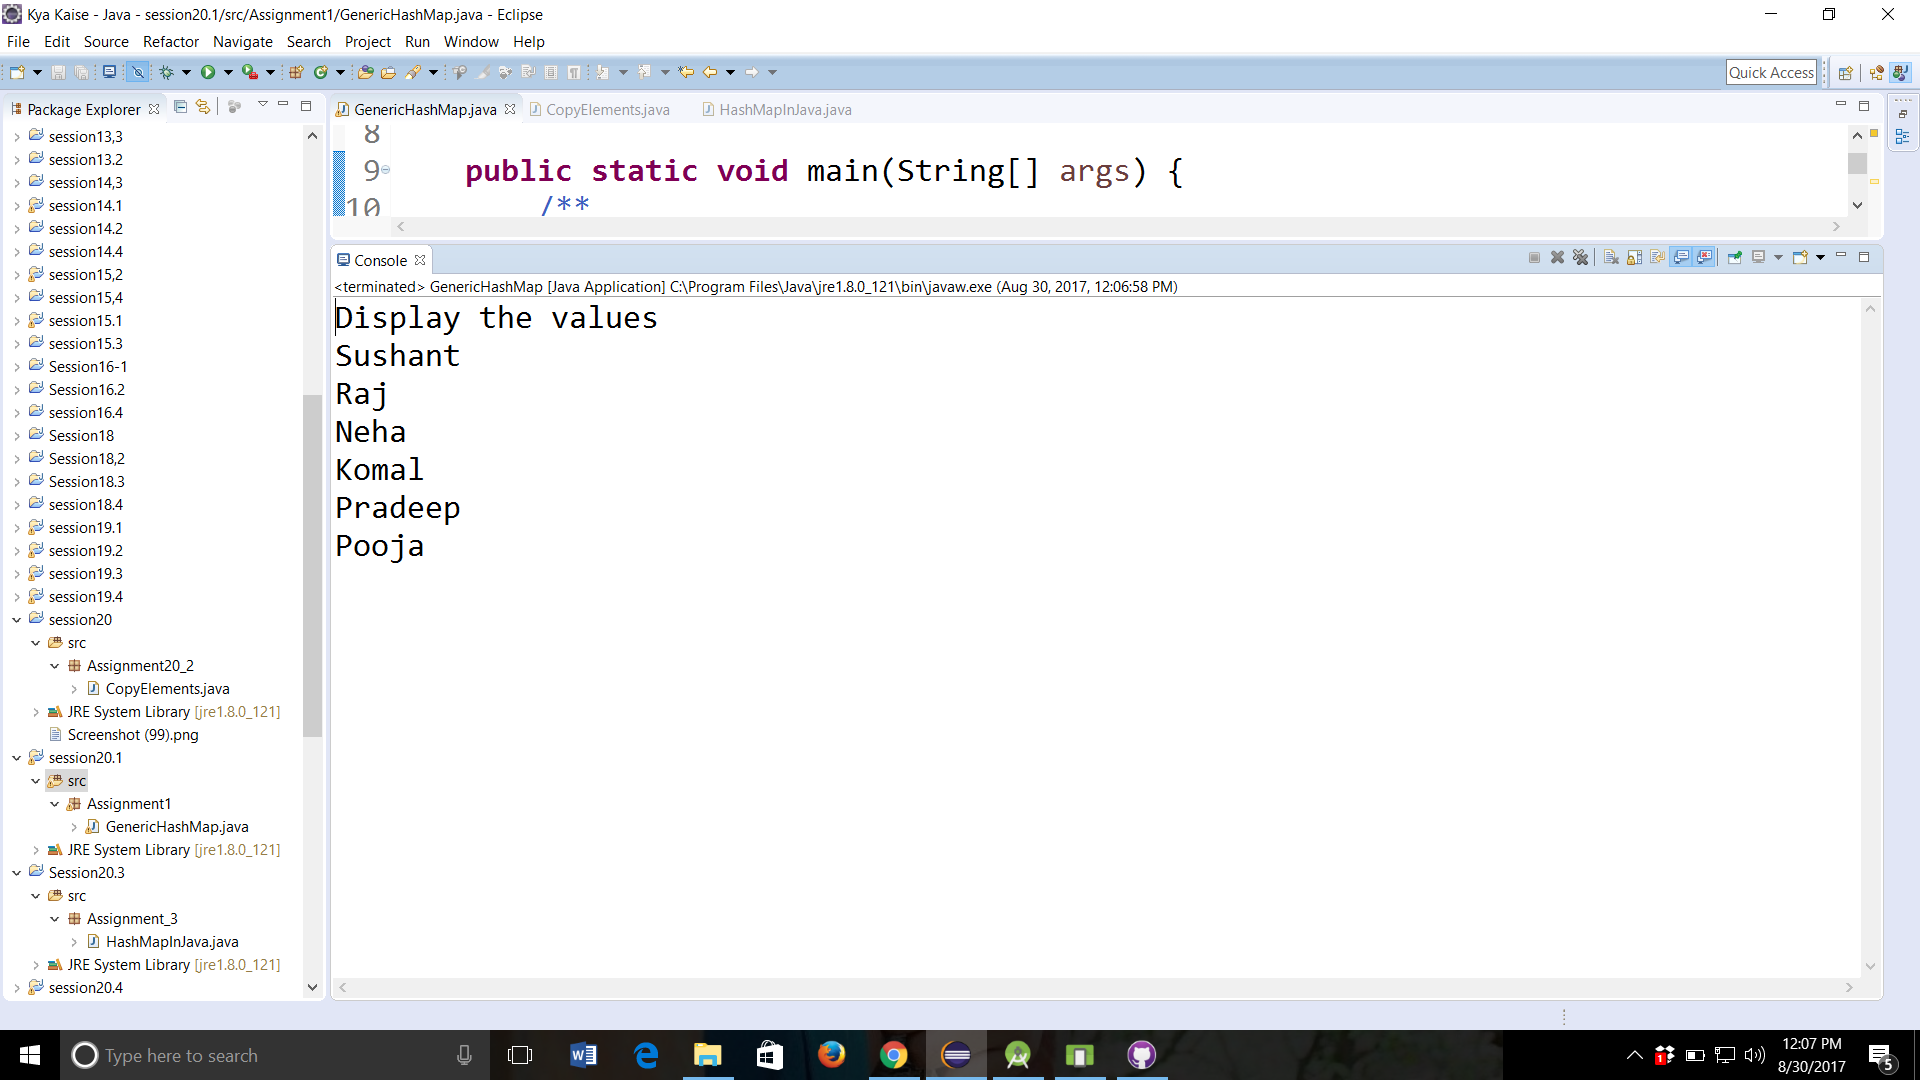 Kya Kaise - Java - session20.1/src/Assignment1/GenericHashMap.java - Eclipse
File Edit Source Refactor Navigate Search Project Run Window Help
Quick Access
Package Explorer
session13,3
session13.2
session14,3
session14.1
session14.2
session14.4
session15,2
session15,4
session15.1
session15.3
Session16-1
Session16.2
session16.4
Session18
Session18,2
Session18.3
session18.4
session19.1
session19.2
session19.3
session19.4
session20
src
Assignment20_2
CopyElements.java
JRE System Library [jre1.8.0_121]
Screenshot (99).png
session20.1
src
Assignment1
GenericHashMap.java
JRE System Library [jre1.8.0_121]
Session20.3
src
Assignment_3
HashMapInJava.java
JRE System Library [jre1.8.0_121]
session20.4
GenericHashMap.java CopyElements.java HashMapInJava.java
8
9 public static void main(String[] args) {
10 /**
Console
<terminated> GenericHashMap [Java Application] C:\Program Files\Java\jre1.8.0_121\bin\javaw.exe (Aug 30, 2017, 12:06:58 PM)
Display the values
Sushant
Raj
Neha
Komal
Pradeep
Pooja
Type here to search
1
12:07 PM
8/30/2017
5